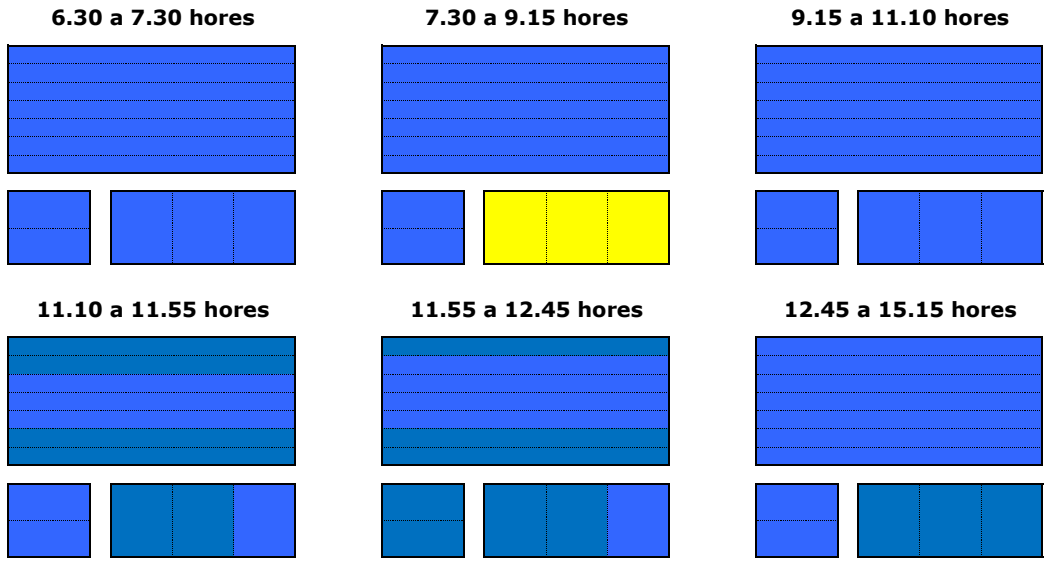 6.30 a 7.30 hores
7.30 a 9.15 hores
9.15 a 11.10 hores
11.10 a 11.55 hores
11.55 a 12.45 hores
12.45 a 15.15 hores